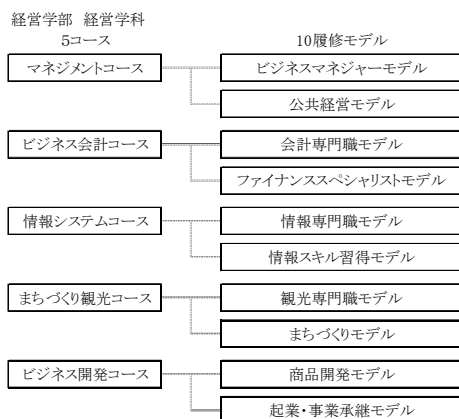 経営学部 経営学科
5コース
10履修モデル
マネジメントコース
ビジネスマネジャーモデル
公共経営モデル
ビジネス会計コース
会計専門職モデル
ファイナンススペシャリストモデル
情報システムコース
情報専門職モデル
情報スキル習得モデル
まちづくり観光コース
観光専門職モデル
まちづくりモデル
ビジネス開発コース
商品開発モデル
起業・事業承継モデル